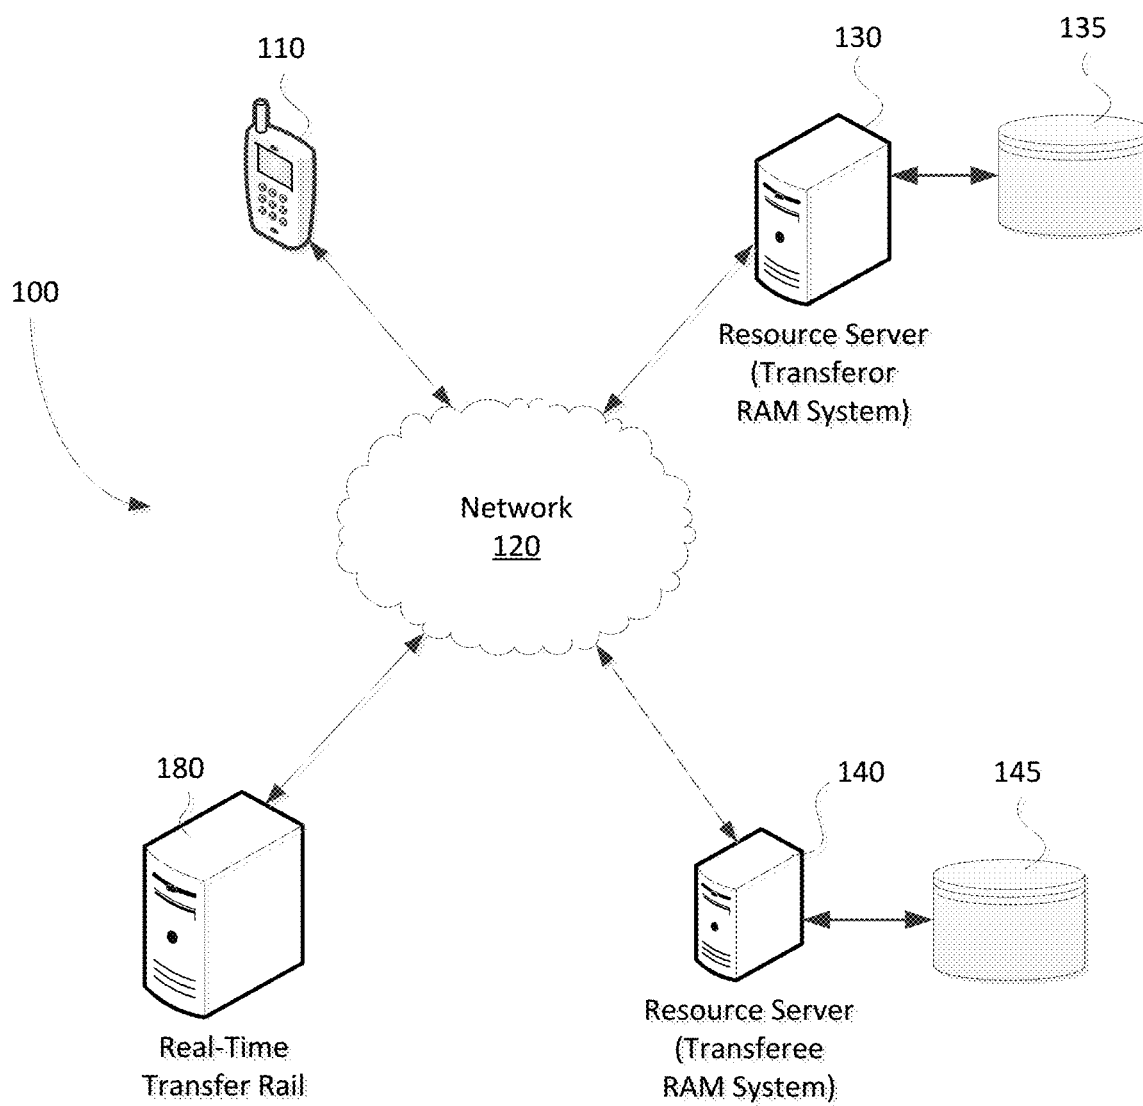 110
130
135
100
Resource Server
(Transferor
RAM System)
Network
120
180
140
145
Real-Time
Transfer Rail
Resource Server
(Transferee
RAM System)